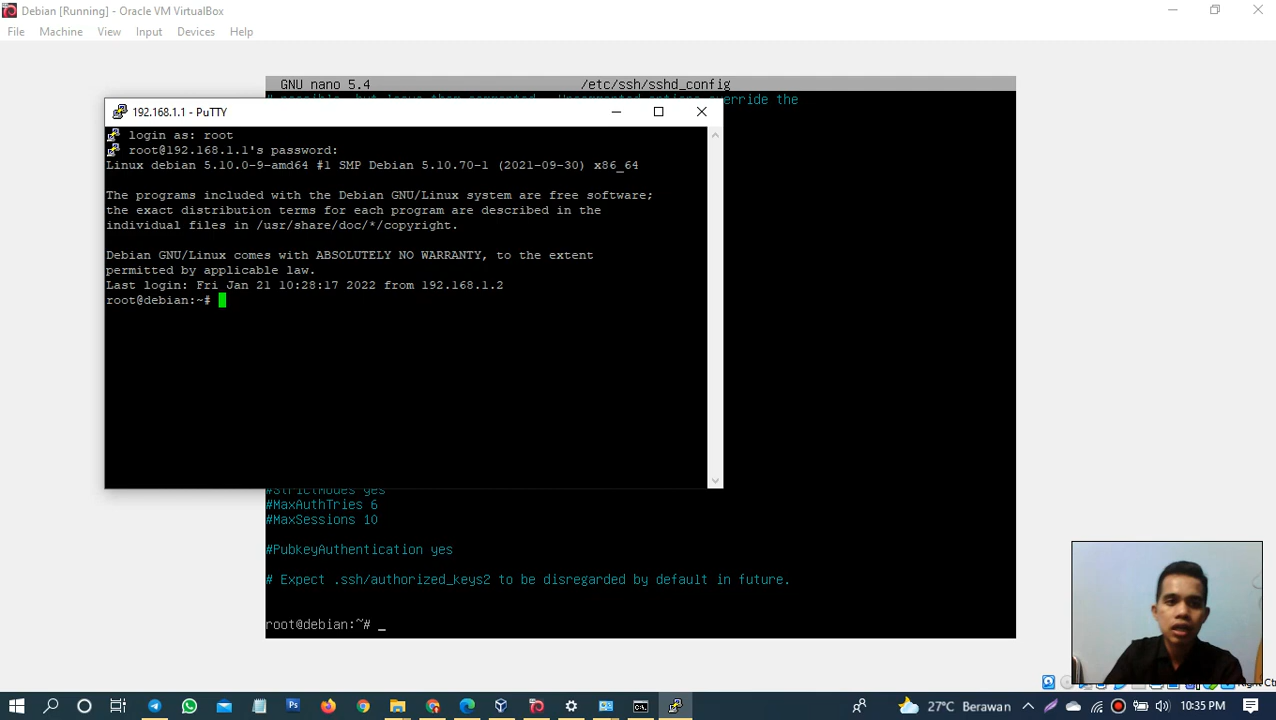 Debian [Running] - Oracle VM VirtualBox
File Machine View Input Devices Help
GNU nano 5.4 /etc/ssh/sshd_config
override the
192.168.1.1 - PuTTY
login as: root
root@192.168.1.1's password:
Linux debian 5.10.0-9-amd64 #1 SMP Debian 5.10.70-1 (2021-09-30) x86_64
The programs included with the Debian GNU/Linux system are free software;
the exact distribution terms for each program are described in the
individual files in /usr/share/doc/*/copyright.
Debian GNU/Linux comes with ABSOLUTELY NO WARRANTY, to the extent
permitted by applicable law.
Last login: Fri Jan 21 10:28:17 2022 from 192.168.1.2
root@debian:~#
#StrictModes yes
#MaxAuthTries 6
#MaxSessions 10
#PubkeyAuthentication yes
# Expect .ssh/authorized_keys2 to be disregarded by default in future.
root@debian:~# _
Right Ctrl
27°C Berawan
10:35 PM